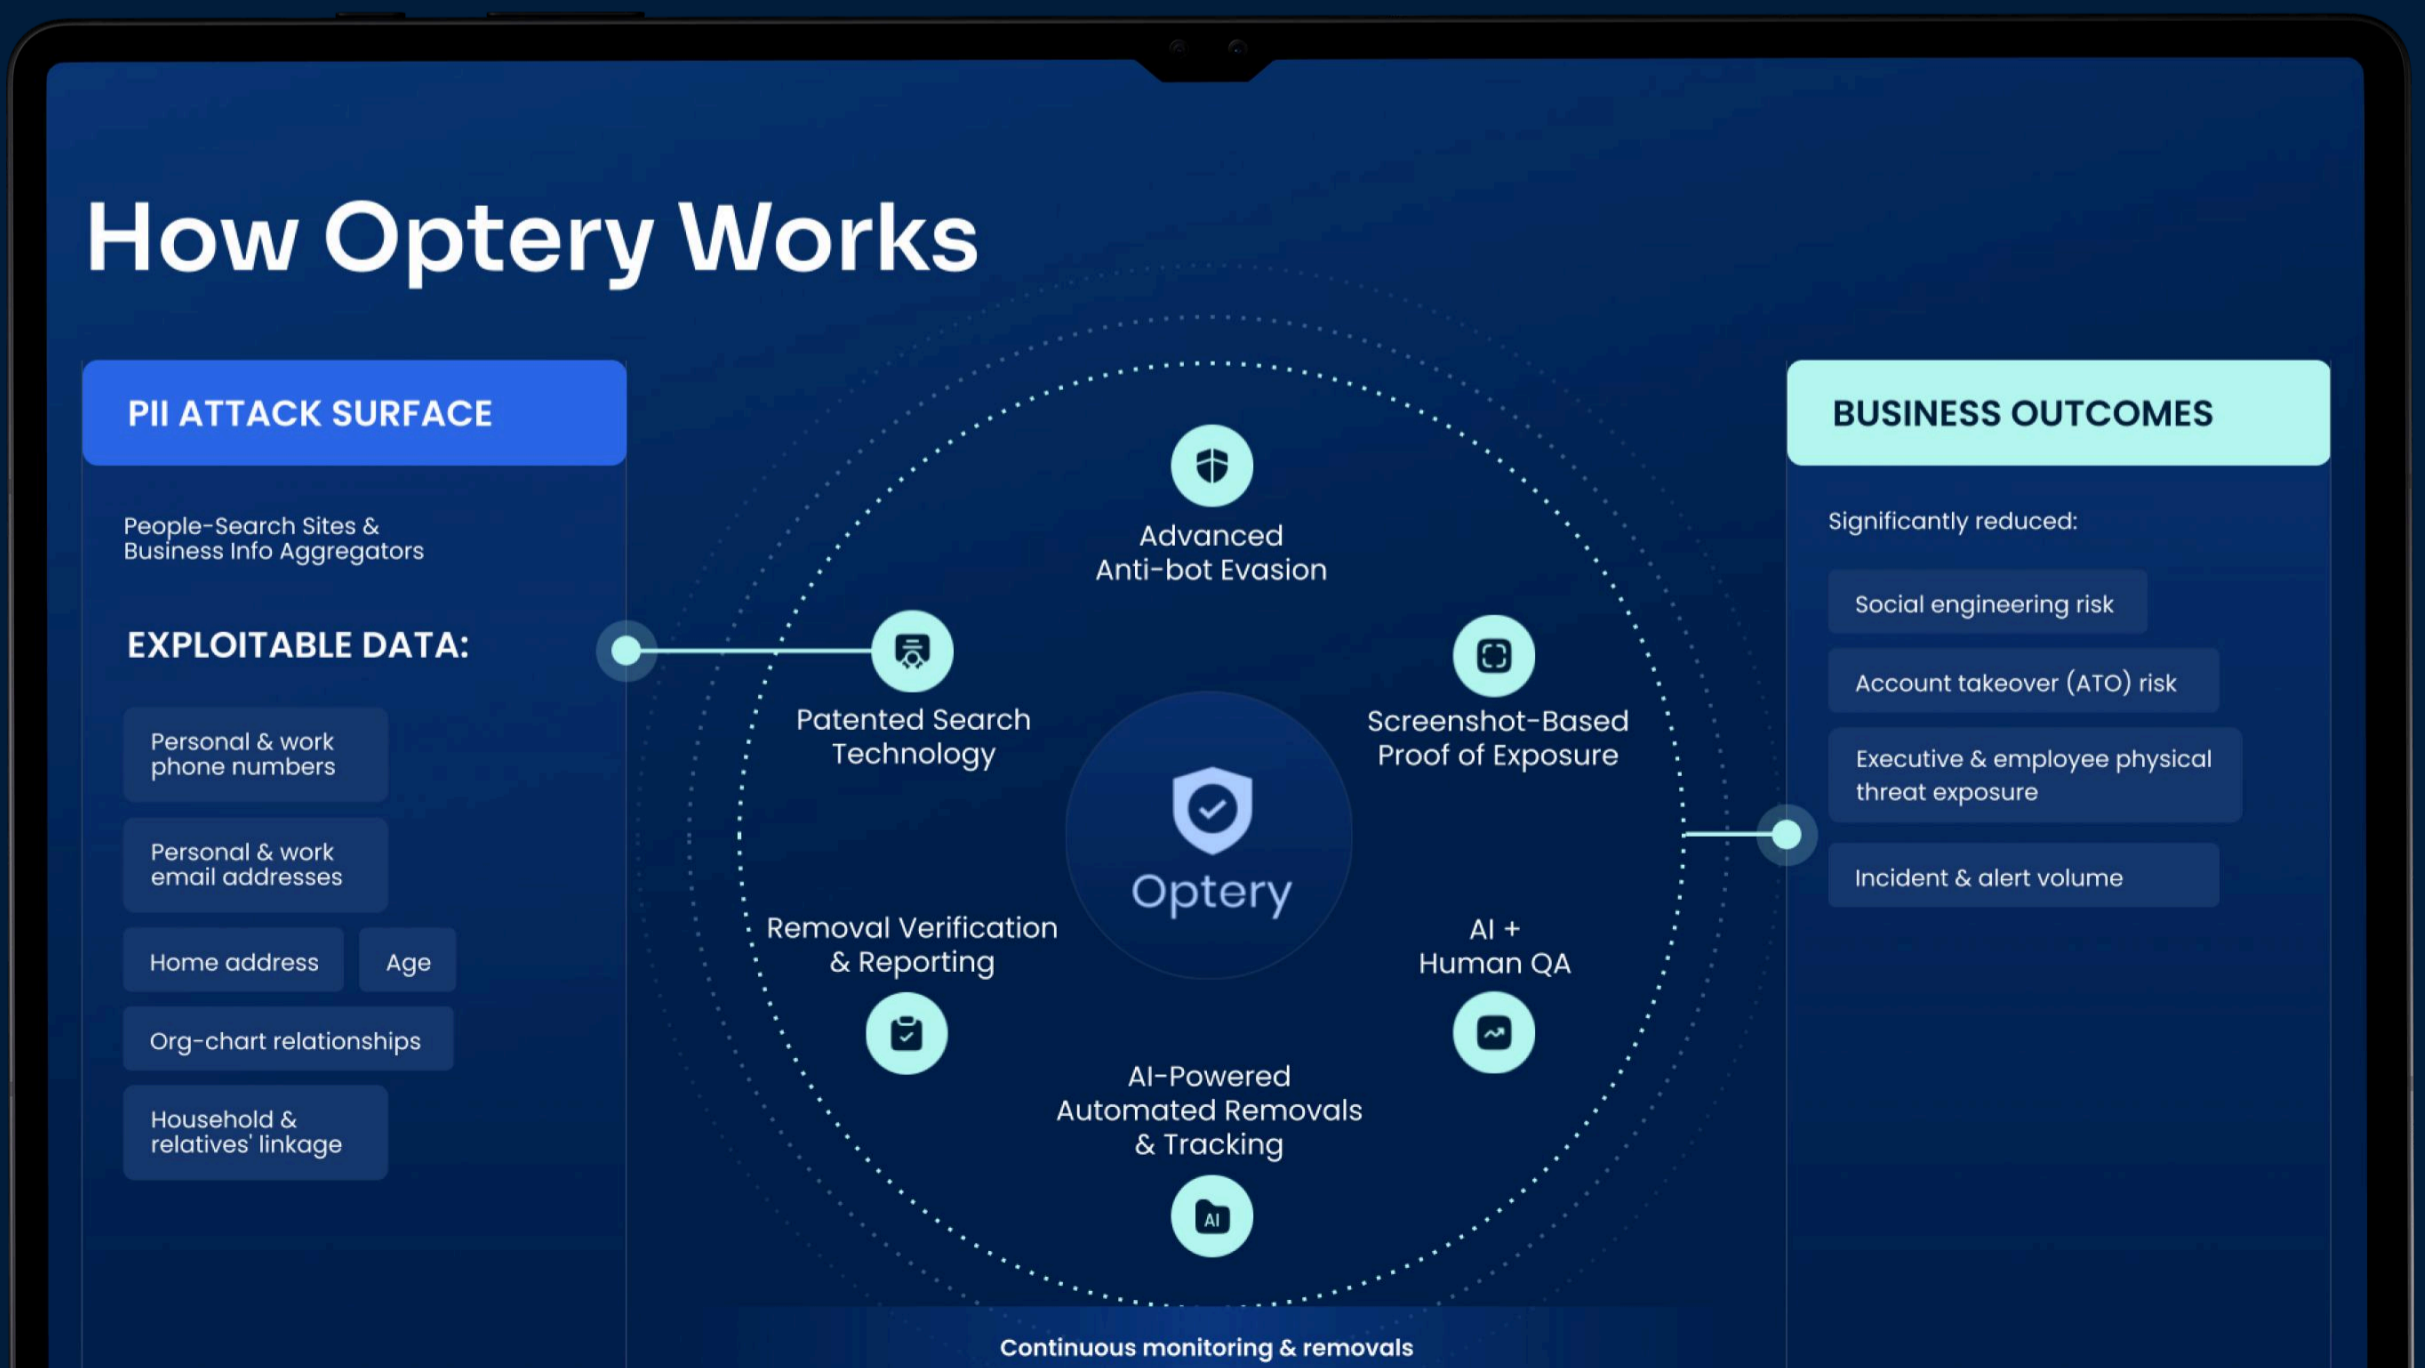 How Optery Works
PII ATTACK SURFACE
People-Search Sites &
Business Info Aggregators
EXPLOITABLE DATA:
Personal & work
phone numbers
Personal & work
email addresses
Home address
Age
Org-chart relationships
Household &
relatives' linkage
Advanced
Anti-bot Evasion
Patented Search
Technology
Screenshot-Based
Proof of Exposure
Optery
Removal Verification
& Reporting
AI +
Human QA
AI-Powered
Automated Removals
& Tracking
AI
Continuous monitoring & removals
BUSINESS OUTCOMES
Significantly reduced:
Social engineering risk
Account takeover (ATO) risk
Executive & employee physical
threat exposure
Incident & alert volume